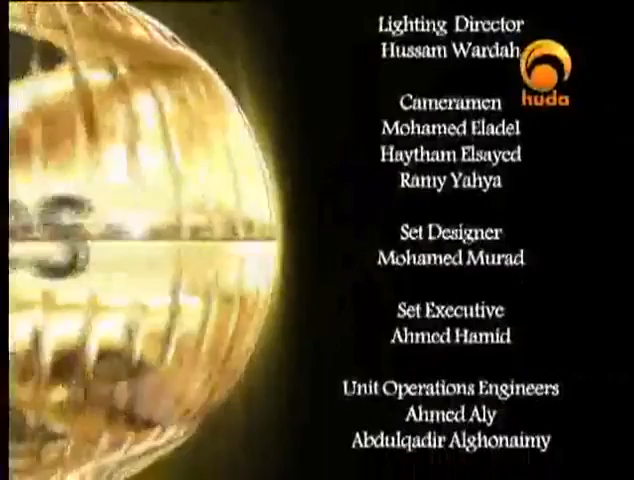 Lighting Director
Hussam Wardah
huda
Cameramen
Mohamed Eladel
Haytham Elsayed
Ramy Yahya
Set Designer
Mohamed Murad
Set Executive
Ahmed Hamid
Unit Operations Engineers
Ahmed Aly
Abdulqadir Alghonaimy